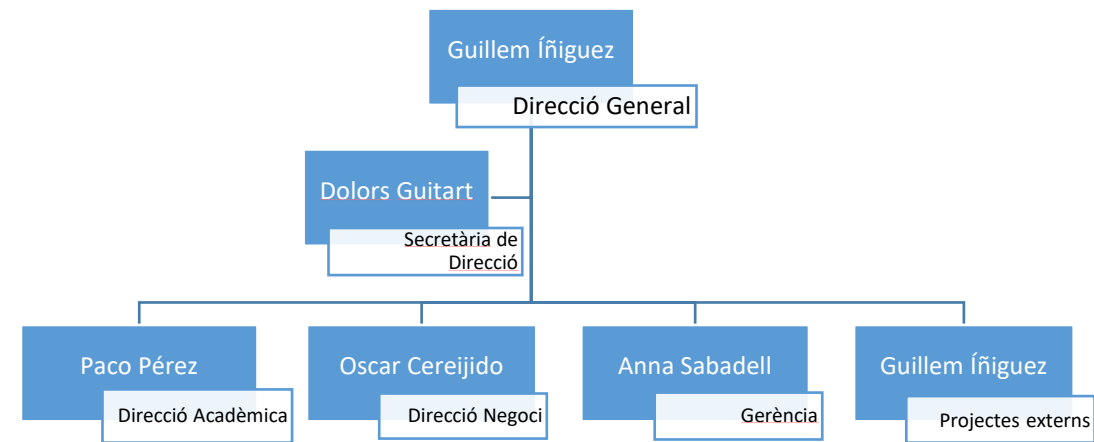 Guillem Íñiguez
Direcció General
Dolors Guitart
Secretària de
Direcció
Paco Pérez
Direcció Acadèmica
Oscar Cereijido
Direcció Negoci
Anna Sabadell
Gerència
Guillem Íñiguez
Projectes externs